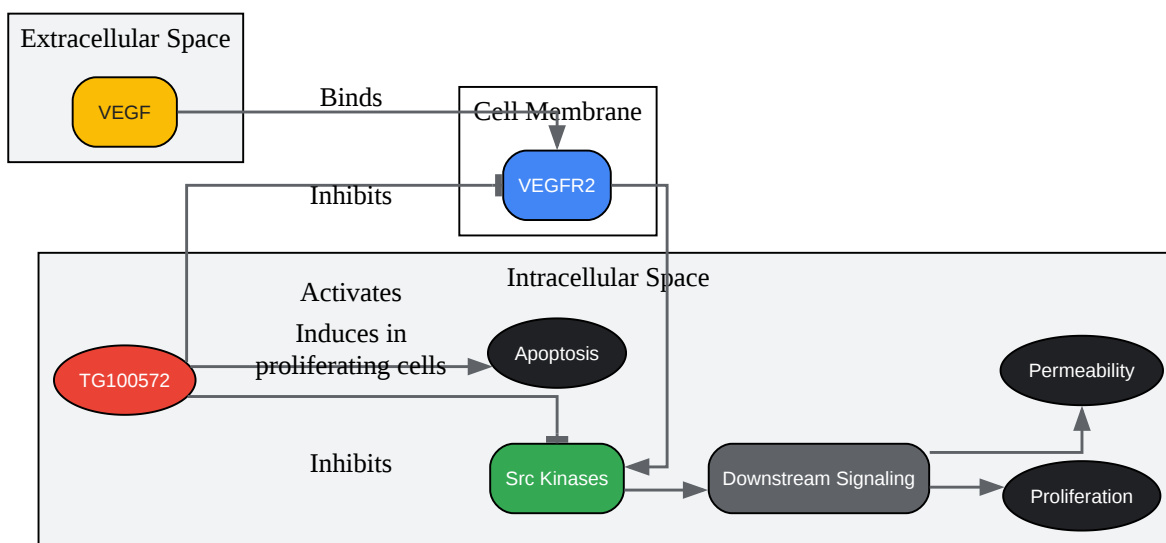 Extracellular Space
VEGF
Binds
Cell Membrane
VEGFR2
Inhibits
Intracellular Space
Activates
Induces in
proliferating cells
Apoptosis
TG100572
Permeability
Inhibits
Src Kinases
Downstream Signaling
Proliferation